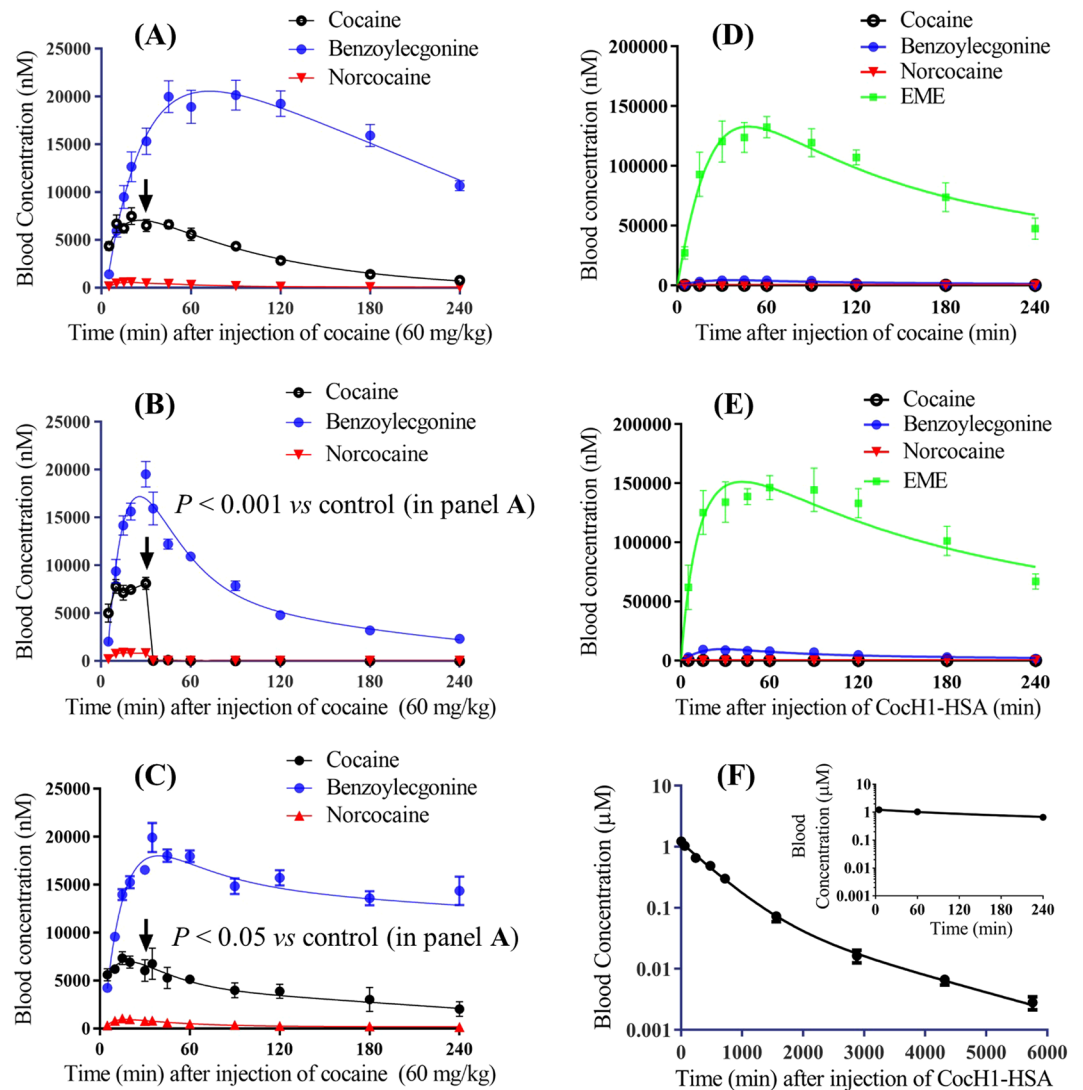 (A)
Cocaine
Benzoylecgonine
Norcocaine
Blood Concentration (nM)
25000
20000
15000
10000
5000
0
0 60 120 180 240
Time (min) after injection of cocaine (60 mg/kg)
(D)
Cocaine
Benzoylecgonine
Norcocaine
EME
Blood concentration (nM)
200000
150000
100000
50000
0
0 60 120 180 240
Time after injection of cocaine (min)
(B)
Cocaine
Benzoylecgonine
Norcocaine
P < 0.001 vs control (in panel A)
Blood Concentration (nM)
25000
20000
15000
10000
5000
0
0 60 120 180 240
Time (min) after injection of cocaine (60 mg/kg)
(E)
Cocaine
Benzoylecgonine
Norcocaine
EME
Blood concentration (nM)
200000
150000
100000
50000
0
0 60 120 180 240
Time after injection of CocH1-HSA (min)
(C)
Cocaine
Benzoylecgonine
Norcocaine
P < 0.05 vs control (in panel A)
Blood concentration (nM)
25000
20000
15000
10000
5000
0
0 60 120 180 240
Time (min) after injection of cocaine (60 mg/kg)
(F)
Blood Concentration (μM)
10
1
0.1
0.01
0.001
0 1000 2000 3000 4000 5000 6000
Time (min) after injection of CocH1-HSA
Blood
Concentration (μM)
10
1
0.1
0.01
0.001
0 60 120 180 240
Time (min)